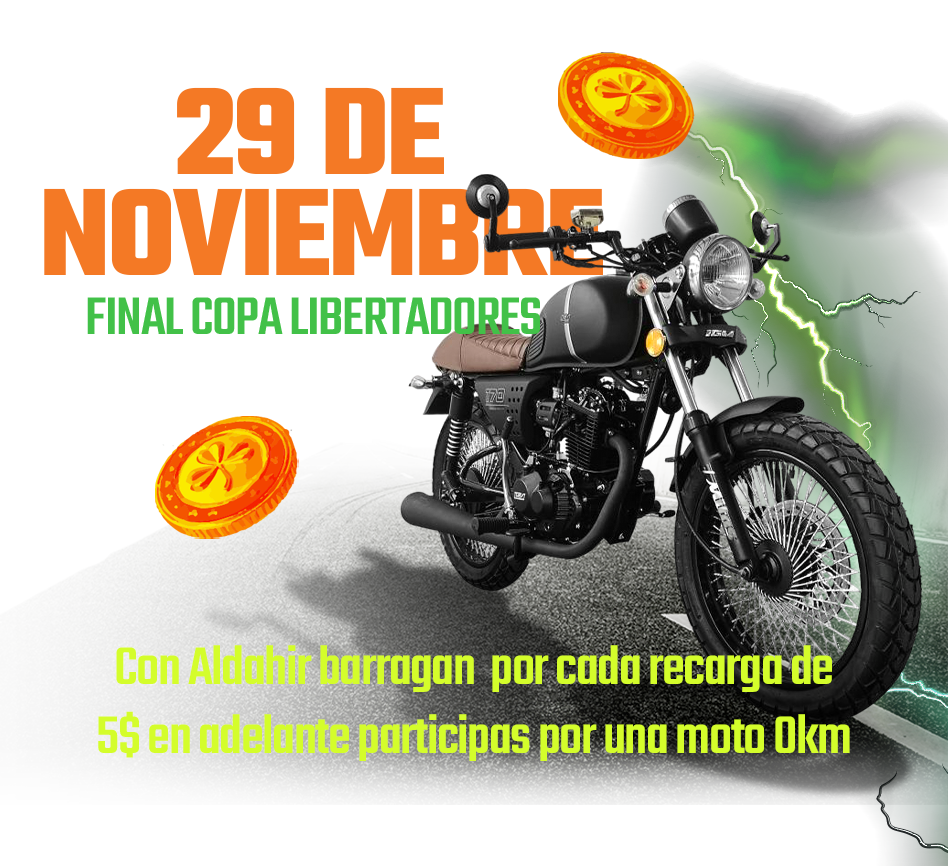 29 DE
NOVIEMBRE
FINAL COPA LIBERTADORES
170
Con Aldahir barragan por cada recarga de
5$ en adelante participas por una moto 0km